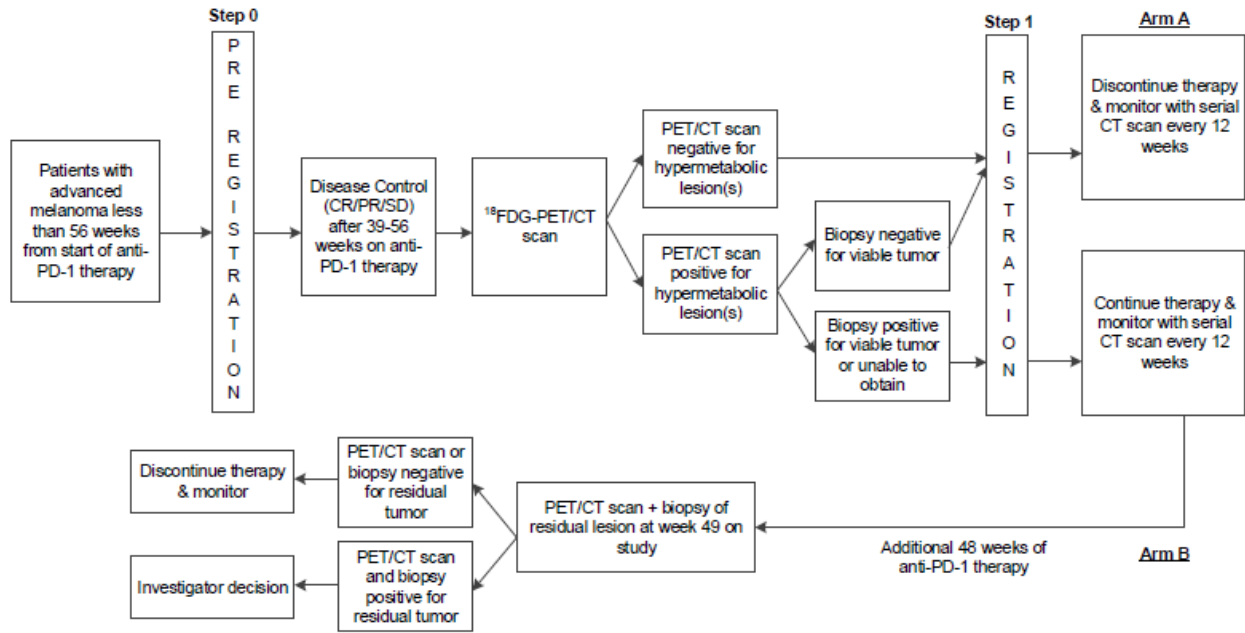 Step 0
Step 1
Arm A
P
R
E
R
E
G
I
S
T
R
A
T
I
O
N
Patients with
advanced
melanoma less
than 56 weeks
from start of anti-
PD-1 therapy
Disease Control
(CR/PR/SD)
after 39-56
weeks on anti-
PD-1 therapy
18FDG-PET/CT
scan
PET/CT scan
negative for
hypermetabolic
lesion(s)
PET/CT scan
positive for
hypermetabolic
lesion(s)
Biopsy negative
for viable tumor
Biopsy positive
for viable tumor
or unable to
obtain
R
E
G
I
S
T
R
A
T
I
O
N
Discontinue therapy
& monitor with serial
CT scan every 12
weeks
Continue therapy &
monitor with serial
CT scan every 12
weeks
Discontinue therapy
& monitor
PET/CT scan or
biopsy negative
for residual
tumor
PET/CT scan + biopsy of
residual lesion at week 49 on
study
Additional 48 weeks of
anti-PD-1 therapy
Arm B
Investigator decision
PET/CT scan
and biopsy
positive for
residual tumor